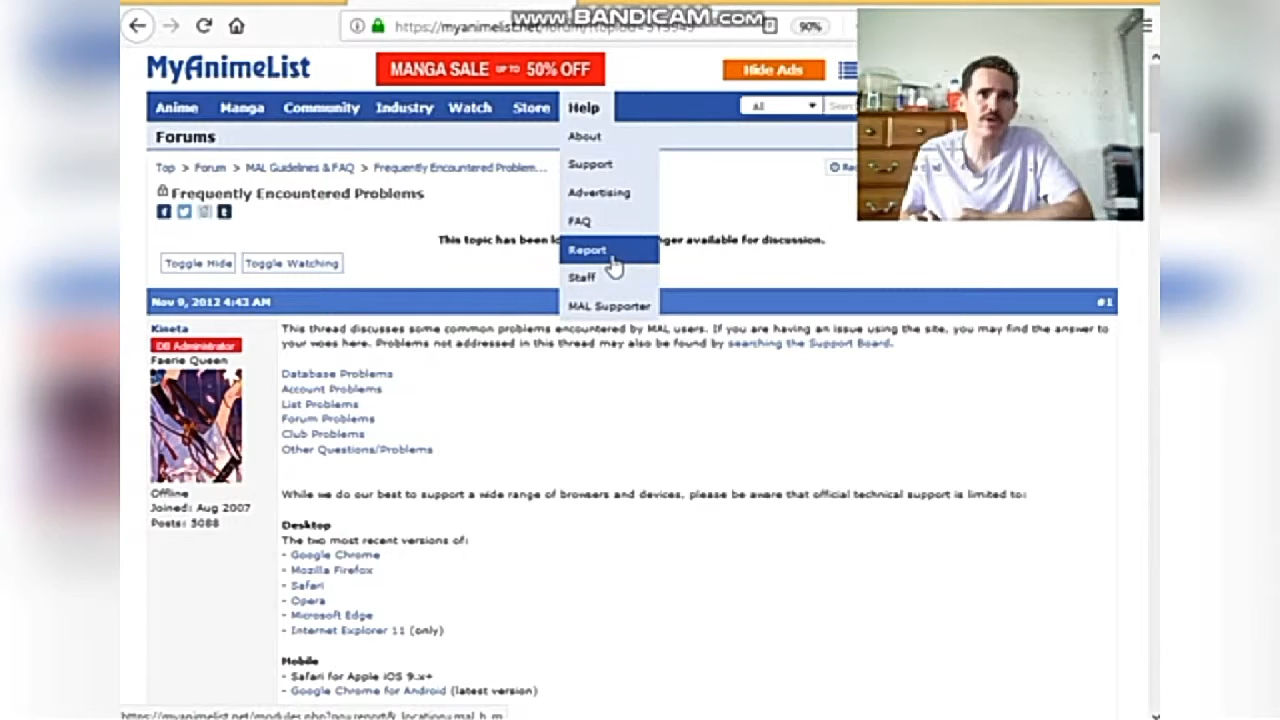 www.BANDICAM.com
90%
MyAnimeList
MANGA SALE UP TO 50% OFF
Hide Ads
Anime Manga Community Industry Watch Store Help
All
Forums
About
Top > Forum > MAL Guidelines & FAQ > Frequently Encountered Problem...
Support
Frequently Encountered Problems
Advertising
FAQ
This topic has been
for discussion.
Report
Toggle Hide Toggle Watching
Staff
Nov 9, 2012 4:43 AM #1
MAL Supporter
Kineta
DB Administrator
Faerie Queen
This thread discusses some common problems encountered by MAL users. If you are having an issue using the site, you may find the answer to
your woes here. Problems not addressed in this thread may also be found by searching the Support Board.
Database Problems
Account Problems
List Problems
Forum Problems
Club Problems
Other Questions/Problems
Offline
Joined: Aug 2007
Posts: 5088
While we do our best to support a wide range of browsers and devices, please be aware that official technical support is limited to:
Desktop
The two most recent versions of:
- Google Chrome
- Mozilla Firefox
- Safari
- Opera
- Microsoft Edge
- Internet Explorer 11 (only)
Mobile
- Safari for Apple iOS 9.x+
- Google Chrome for Android (latest version)